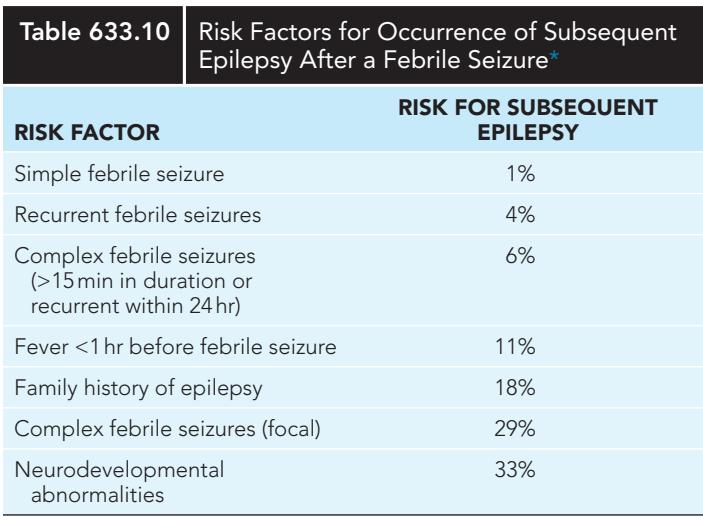 Table 633.10
Risk Factors for Occurrence of Subsequent
Epilepsy After a Febrile Seizure*
RISK FACTOR
RISK FOR SUBSEQUENT
EPILEPSY
Simple febrile seizure 1%
Recurrent febrile seizures 4%
Complex febrile seizures 6%
(>15 min in duration or
recurrent within 24 hr)
Fever <1 hr before febrile seizure 11%
Family history of epilepsy 18%
Complex febrile seizures (focal) 29%
Neurodevelopmental 33%
abnormalities